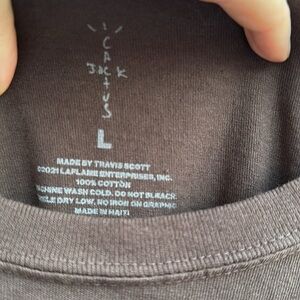 CACTUS
JACK
L
MADE BY TRAVIS SCOTT
©2021 LAFLAME ENTERPRISES, INC.
100% COTTON
MACHINE WASH COLD. DO NOT BLEACH.
TUMBLE DRY LOW. NO IRON ON GRAPHIC
MADE IN HAITI